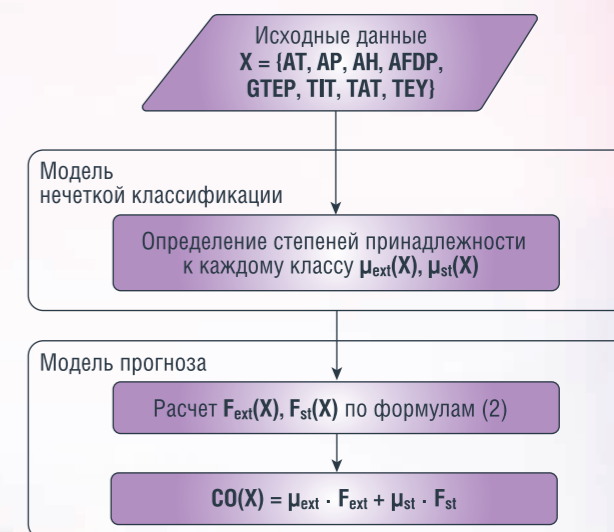 Исходные данные
X = {AT, AP, AH, AFDP,
GTEP, TIT, TAT, TEY}
Модель
нечеткой классификации
Определение степеней принадлежности
к каждому классу μext(X), μst(X)
Модель прогноза
Расчет Fext(X), Fst(X) по формулам (2)
CO(X) = μext · Fext + μst · Fst